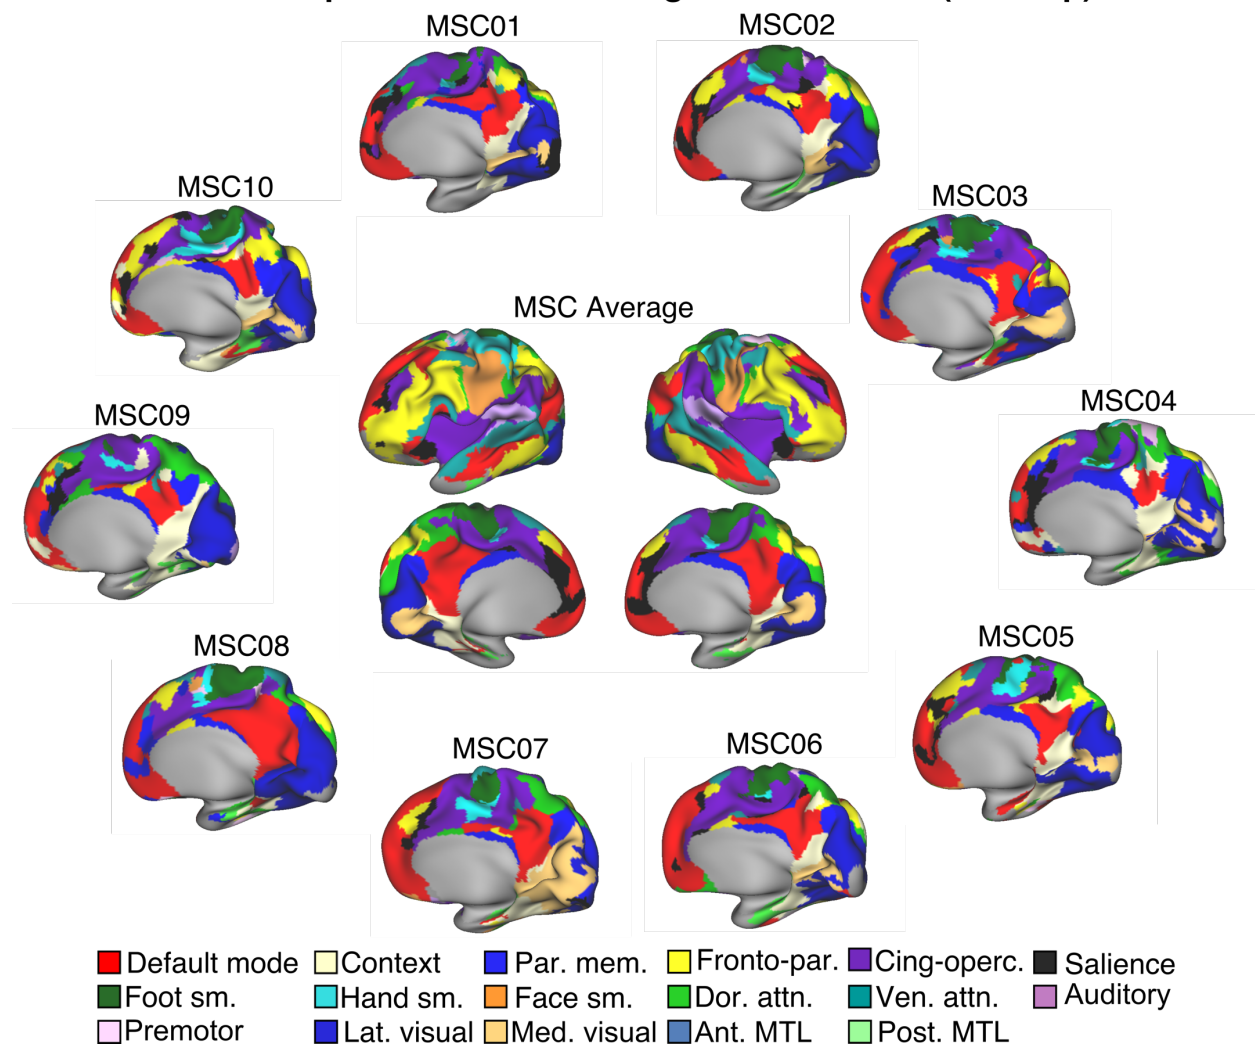 MSC01
MSC02
MSC10
MSC03
MSC Average
MSC09
MSC04
MSC08
MSC05
MSC07
MSC06
Default mode
Context
Par. mem.
Fronto-par.
Cing-operc.
Salience
Foot sm.
Hand sm.
Face sm.
Dor. attn.
Ven. attn.
Auditory
Premotor
Lat. visual
Med. visual
Ant. MTL
Post. MTL